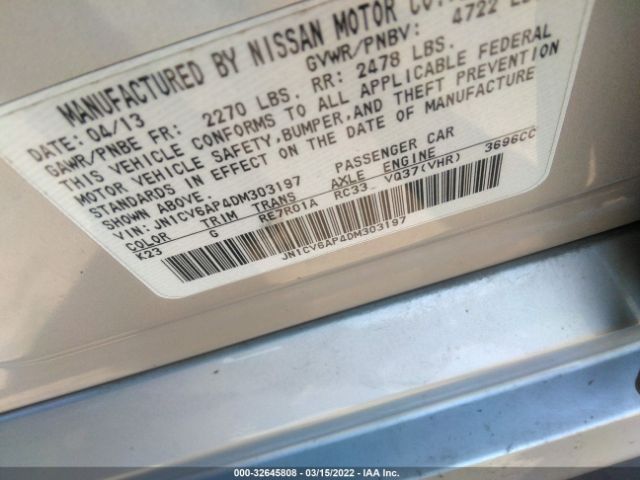 MANUFACTURED BY NISSAN MOTOR CO.
DATE: 04/13 GVWR/PNBV: 4722
GAWR/PNBE FR: 2270 LBS. RR: 2478 LBS.
THIS VEHICLE CONFORMS TO ALL APPLICABLE FEDERAL
MOTOR VEHICLE SAFETY, BUMPER, AND THEFT PREVENTION
STANDARDS IN EFFECT ON THE DATE OF MANUFACTURE
SHOWN ABOVE.
VIN: JN1CV6AP4DM303197 PASSENGER CAR
COLOR TRIM TRANS AXLE ENGINE 3696CC
K23 G RE7R01A RC33 VQ37(VHR)
JN1CV6AP4DM303197
000-32645808 - 03/15/2022 - IAA Inc.